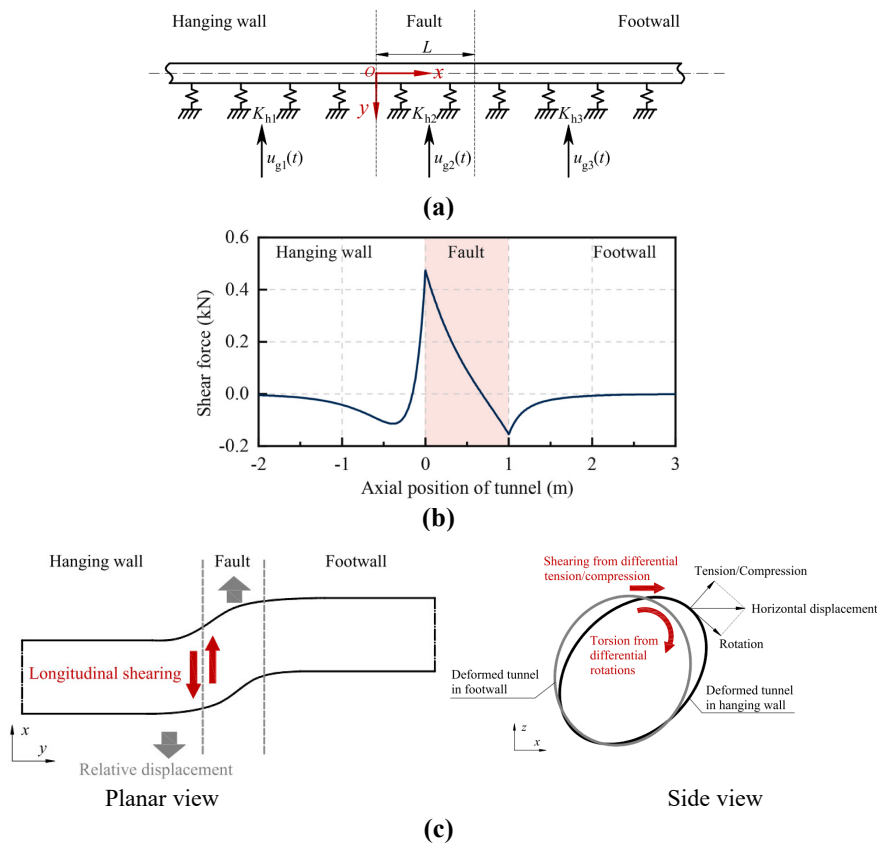 Hanging wall Fault Footwall
L
O x
y K_h1 K_h2 K_h3
u_g1(t) u_g2(t) u_g3(t)
(a)
0.6
0.4
0.2
0.0
-0.2
Shear force (kN)
Hanging wall Fault Footwall
-2 -1 0 1 2 3
Axial position of tunnel (m)
(b)
Hanging wall Fault Footwall
Longitudinal shearing
x
y
Relative displacement
Planar view
Shearing from differential
tension/compression
Tension/Compression
Horizontal displacement
Rotation
Torsion from
differential
rotations
Deformed tunnel
in footwall
Deformed tunnel
in hanging wall
z
x
Side view
(c)